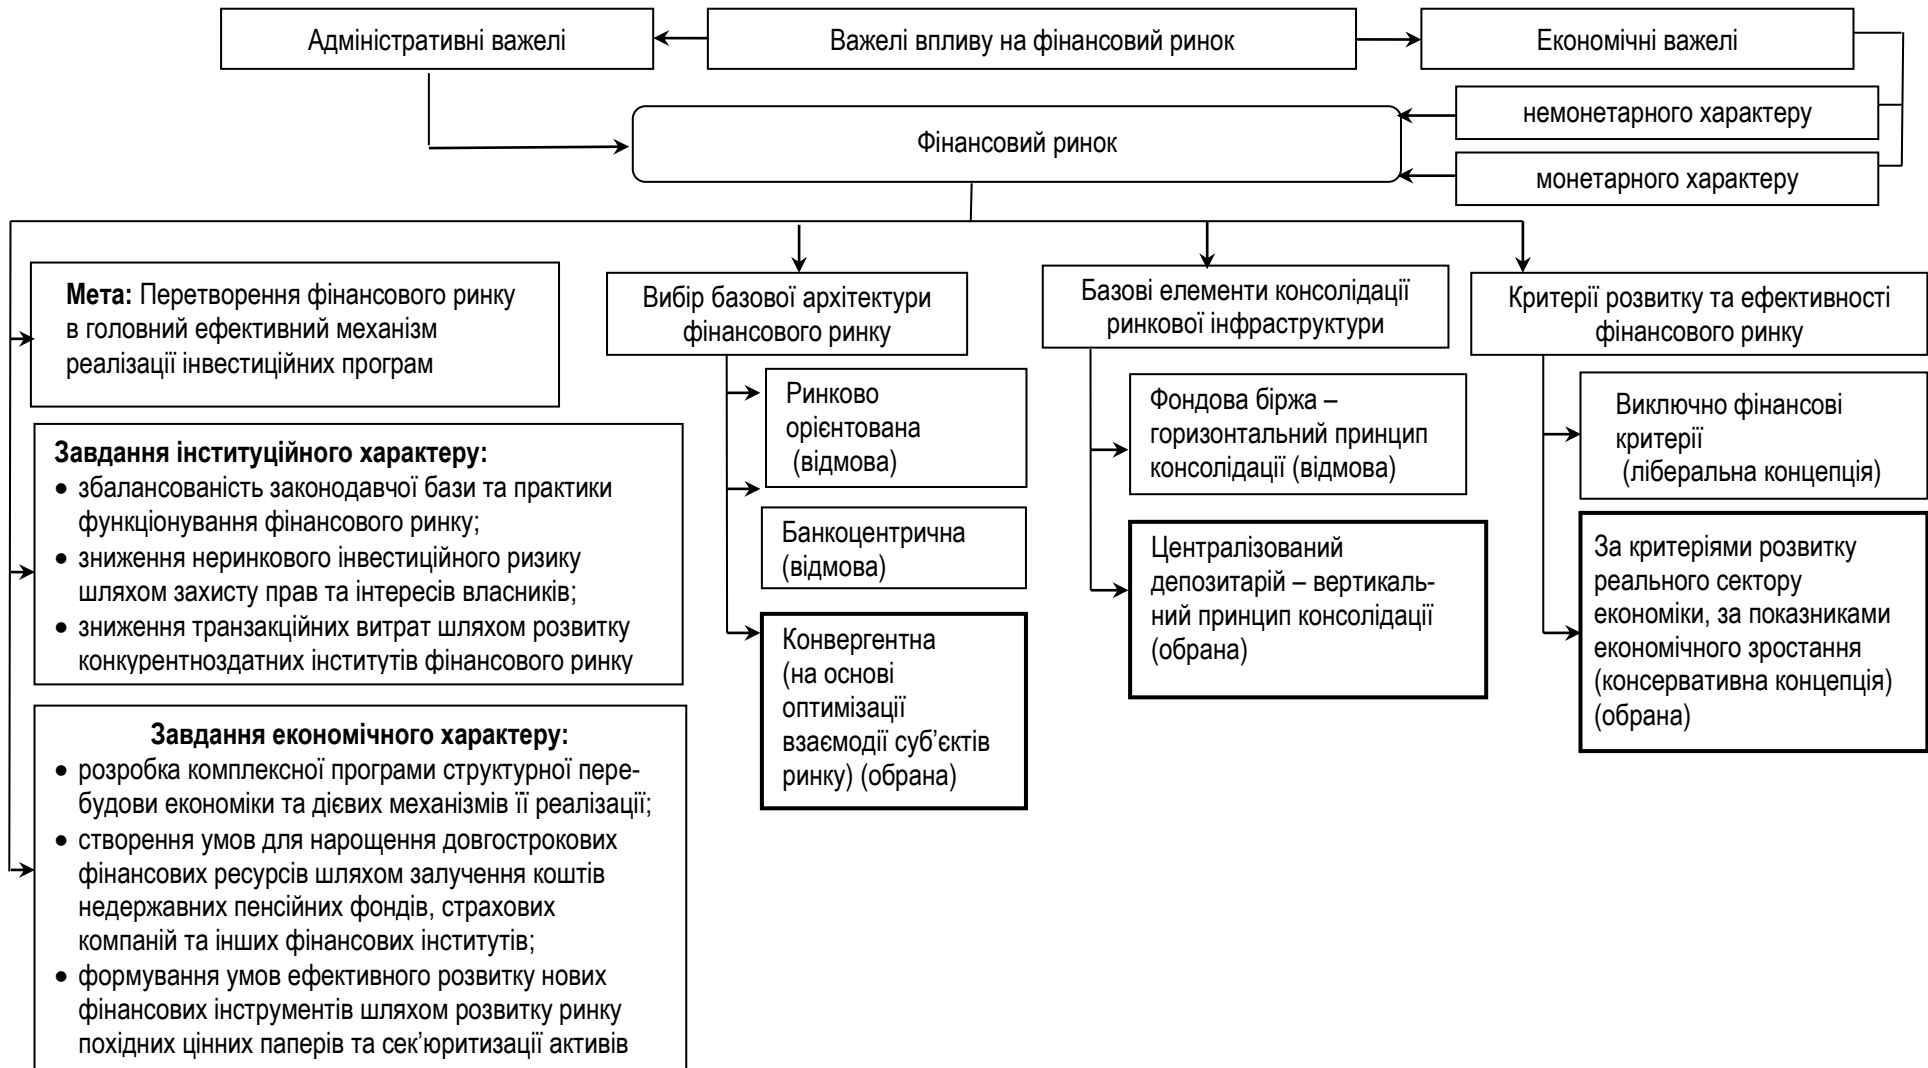 Адміністративні важелі
Важелі впливу на фінансовий ринок
Економічні важелі
немонетарного характеру
Фінансовий ринок
монетарного характеру
Мета: Перетворення фінансового ринку
в головний ефективний механізм
реалізації інвестиційних програм
Завдання інституційного характеру:
• збалансованість законодавчої бази та практики
функціонування фінансового ринку;
• зниження неринкового інвестиційного ризику
шляхом захисту прав та інтересів власників;
• зниження транзакційних витрат шляхом розвитку
конкурентноздатних інститутів фінансового ринку
Завдання економічного характеру:
• розробка комплексної програми структурної пере-
будови економіки та дієвих механізмів її реалізації;
• створення умов для нарощення довгострокових
фінансових ресурсів шляхом залучення коштів
недержавних пенсійних фондів, страхових
компаній та інших фінансових інститутів;
• формування умов ефективного розвитку нових
фінансових інструментів шляхом розвитку ринку
похідних цінних паперів та сек’юритизації активів
Вибір базової архітектури
фінансового ринку
Ринково
орієнтована
(відмова)
Банкоцентрична
(відмова)
Конвергентна
(на основі
оптимізації
взаємодії суб’єктів
ринку) (обрана)
Базові елементи консолідації
ринкової інфраструктури
Фондова біржа –
горизонтальний принцип
консолідації (відмова)
Централізований
депозитарій – вертикаль-
ний принцип консолідації
(обрана)
Критерії розвитку та ефективності
фінансового ринку
Виключно фінансові
критерії
(ліберальна концепція)
За критеріями розвитку
реального сектору
економіки, за показниками
економічного зростання
(консервативна концепція)
(обрана)